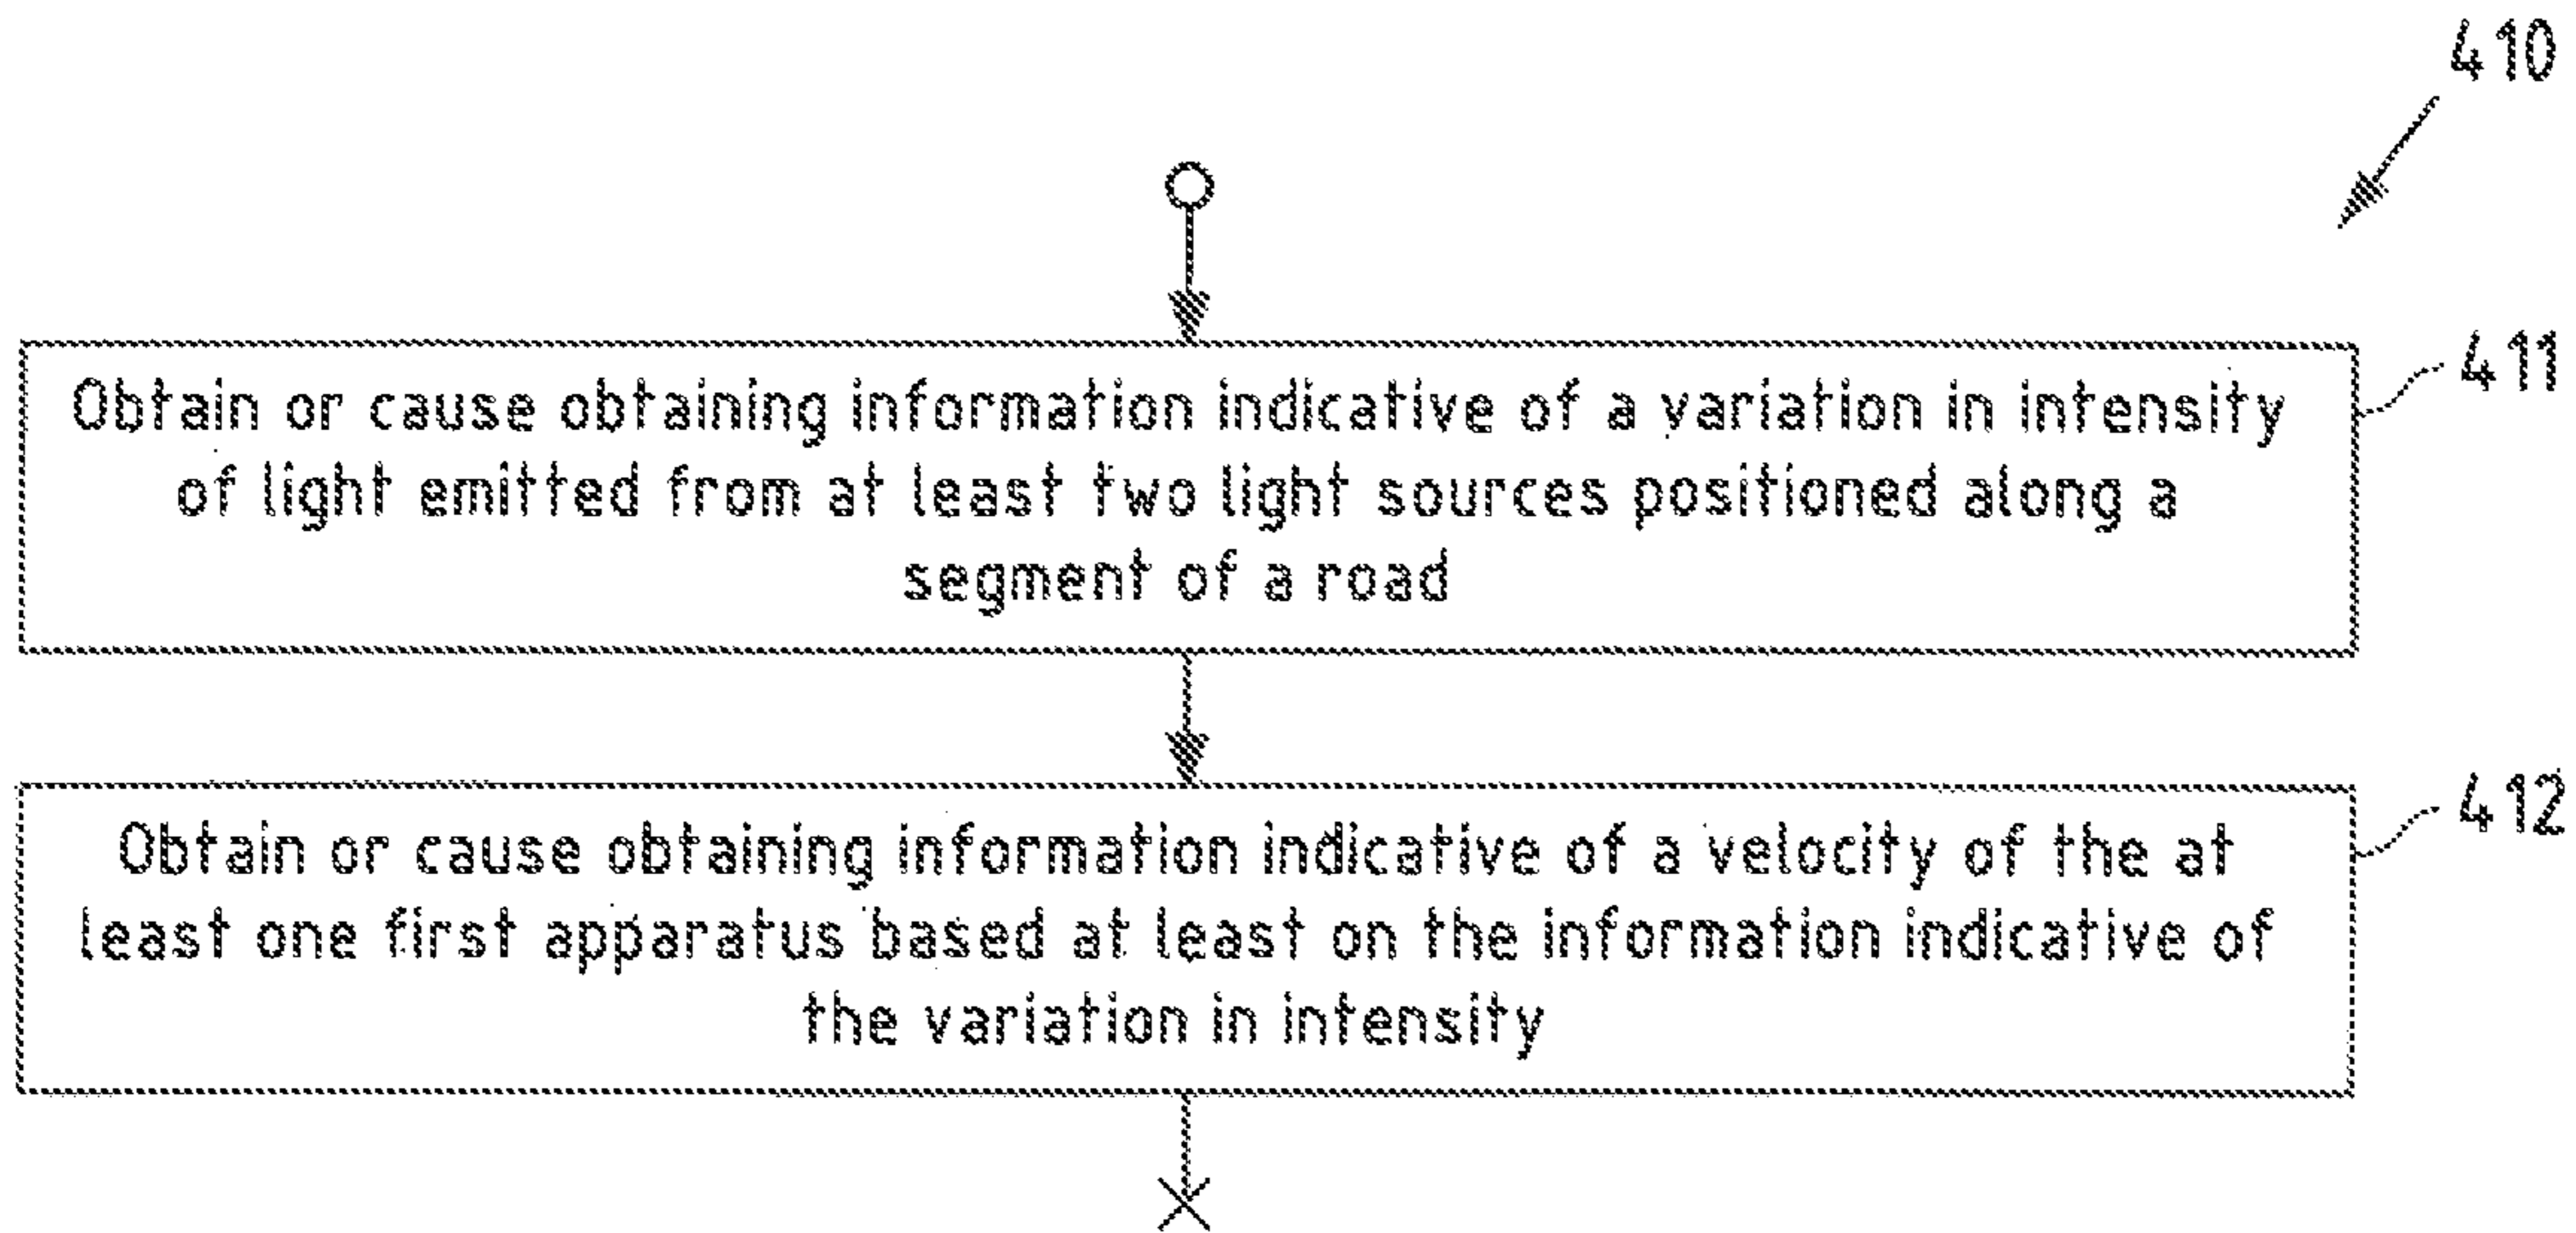 410
411
Obtain or cause obtaining information indicative of a variation in intensity
of light emitted from at least two light sources positioned along a
segment of a road
412
Obtain or cause obtaining information indicative of a velocity of the at
least one first apparatus based at least on the information indicative of
the variation in intensity